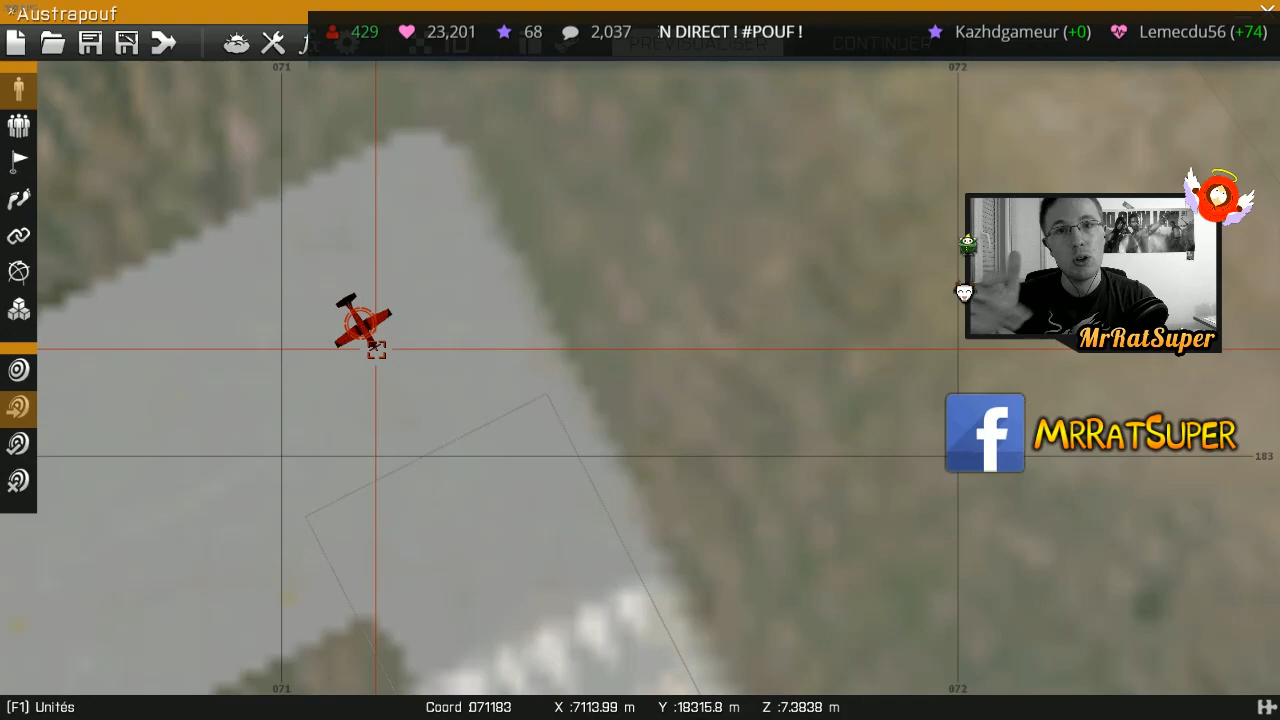 *Austrapouf
429 23,201 68 2,037 N DIRECT ! #POUF ! Kazhdgameur (+0) Lemecdu56 (+74)
PRÉVISUALISER CONTINUER
071 072
MrRatSuper
f MRRATSUPER
183
071 072
(F1) Unités Coord 071183 X :7113.99 m Y :18315.8 m Z :7.3838 m